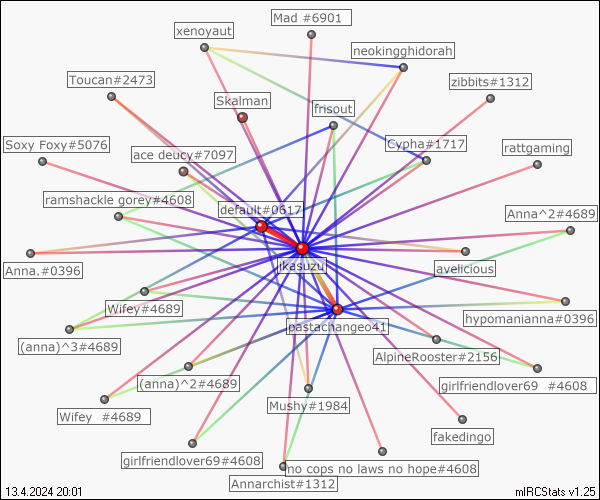 Mad #6901
xenoyaut
neokingghidorah
Toucan#2473
zibbits#1312
Skalman
frisout
Soxy Foxy#5076
Cypha#1717
ace deucy#7097
rattgaming
ramshackle gorey#4608
default#0617
Anna^2#4689
jkasuzu
Anna.#0396
avelicious
Wifey#4689
hypomanianna#0396
pastachangeo41
(anna)^3#4689
AlpineRooster#2156
(anna)^2#4689
girlfriendlover69 #4608
Mushy#1984
Wifey #4689
fakedingo
girlfriendlover69#4608
no cops no laws no hope#4608
Annarchist#1312
13.4.2024 20:01
mIRCStats v1.25